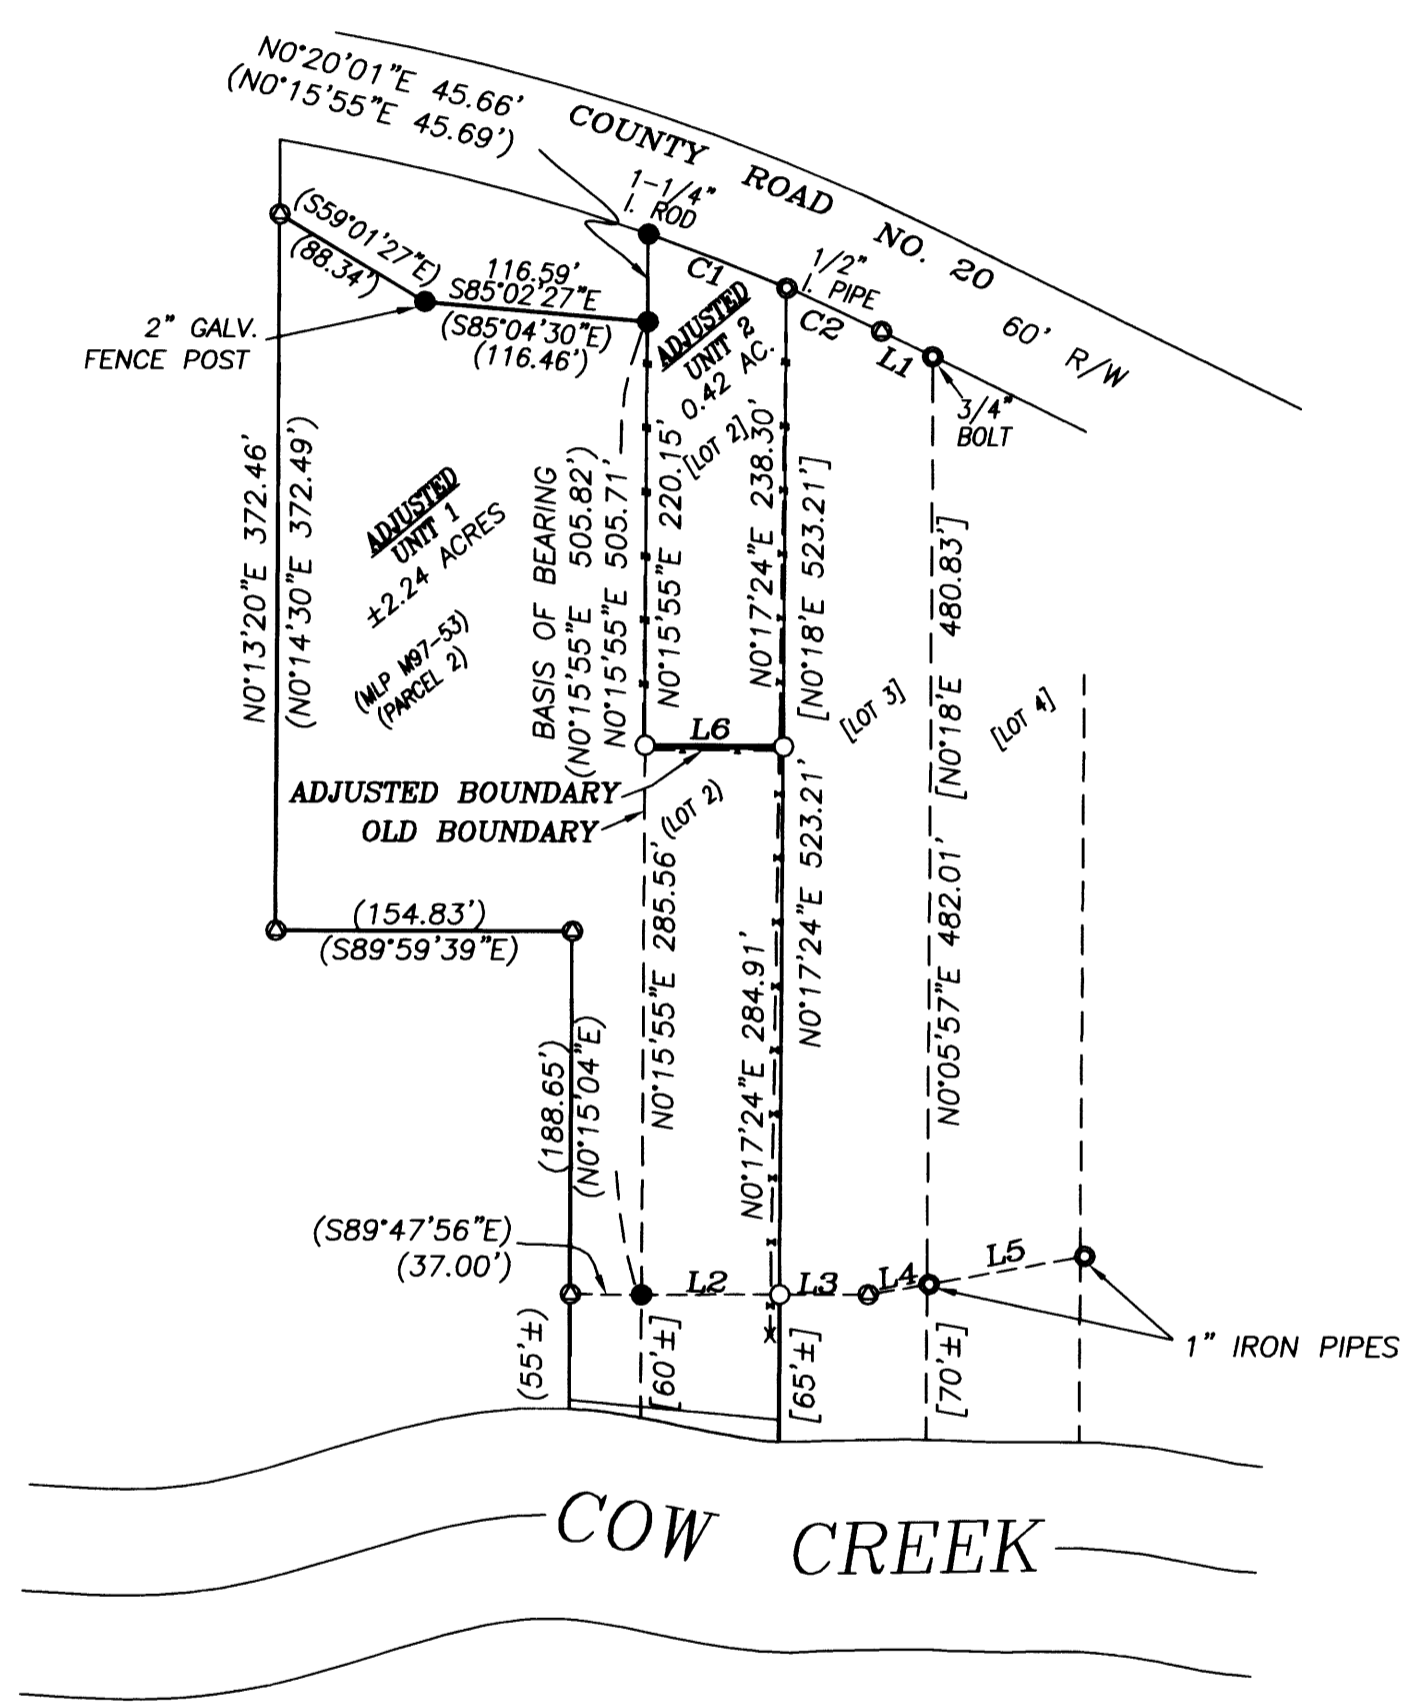 N0°20'01"E 45.66'
(N0°15'55"E 45.69')
COUNTY ROAD NO. 20
60' R/W
1-1/4"
I. ROD
C1
1/2"
I. PIPE
C2
L1
3/4"
BOLT
(S59°01'27"E)
(88.34')
116.59'
S85°02'27"E
(S85°04'30"E)
(116.46')
2" GALV.
FENCE POST
ADJUSTED
UNIT 2
0.42 AC.
[LOT 2]
N0°13'20"E 372.46'
(N0°14'30"E 372.49')
ADJUSTED
UNIT 1
±2.24 ACRES
(MLP M97-53)
(PARCEL 2)
BASIS OF BEARING
(N0°15'55"E 505.82')
N0°15'55"E 505.71'
N0°15'55"E 220.15'
N0°17'24"E 238.30'
[N0°18'E 523.21']
[LOT 3]
[N0°18'E 480.83']
[LOT 4]
L6
ADJUSTED BOUNDARY
OLD BOUNDARY
(LOT 2)
N0°15'55"E 285.56'
N0°17'24"E 284.91'
N0°17'24"E 523.21'
N0°05'57"E 482.01'
(154.83')
(S89°59'39"E)
(188.65')
(N0°15'04"E)
(S89°47'56"E)
(37.00')
L2
L3
L4
L5
(55'±)
[60'±]
[65'±]
[70'±]
1" IRON PIPES
COW CREEK